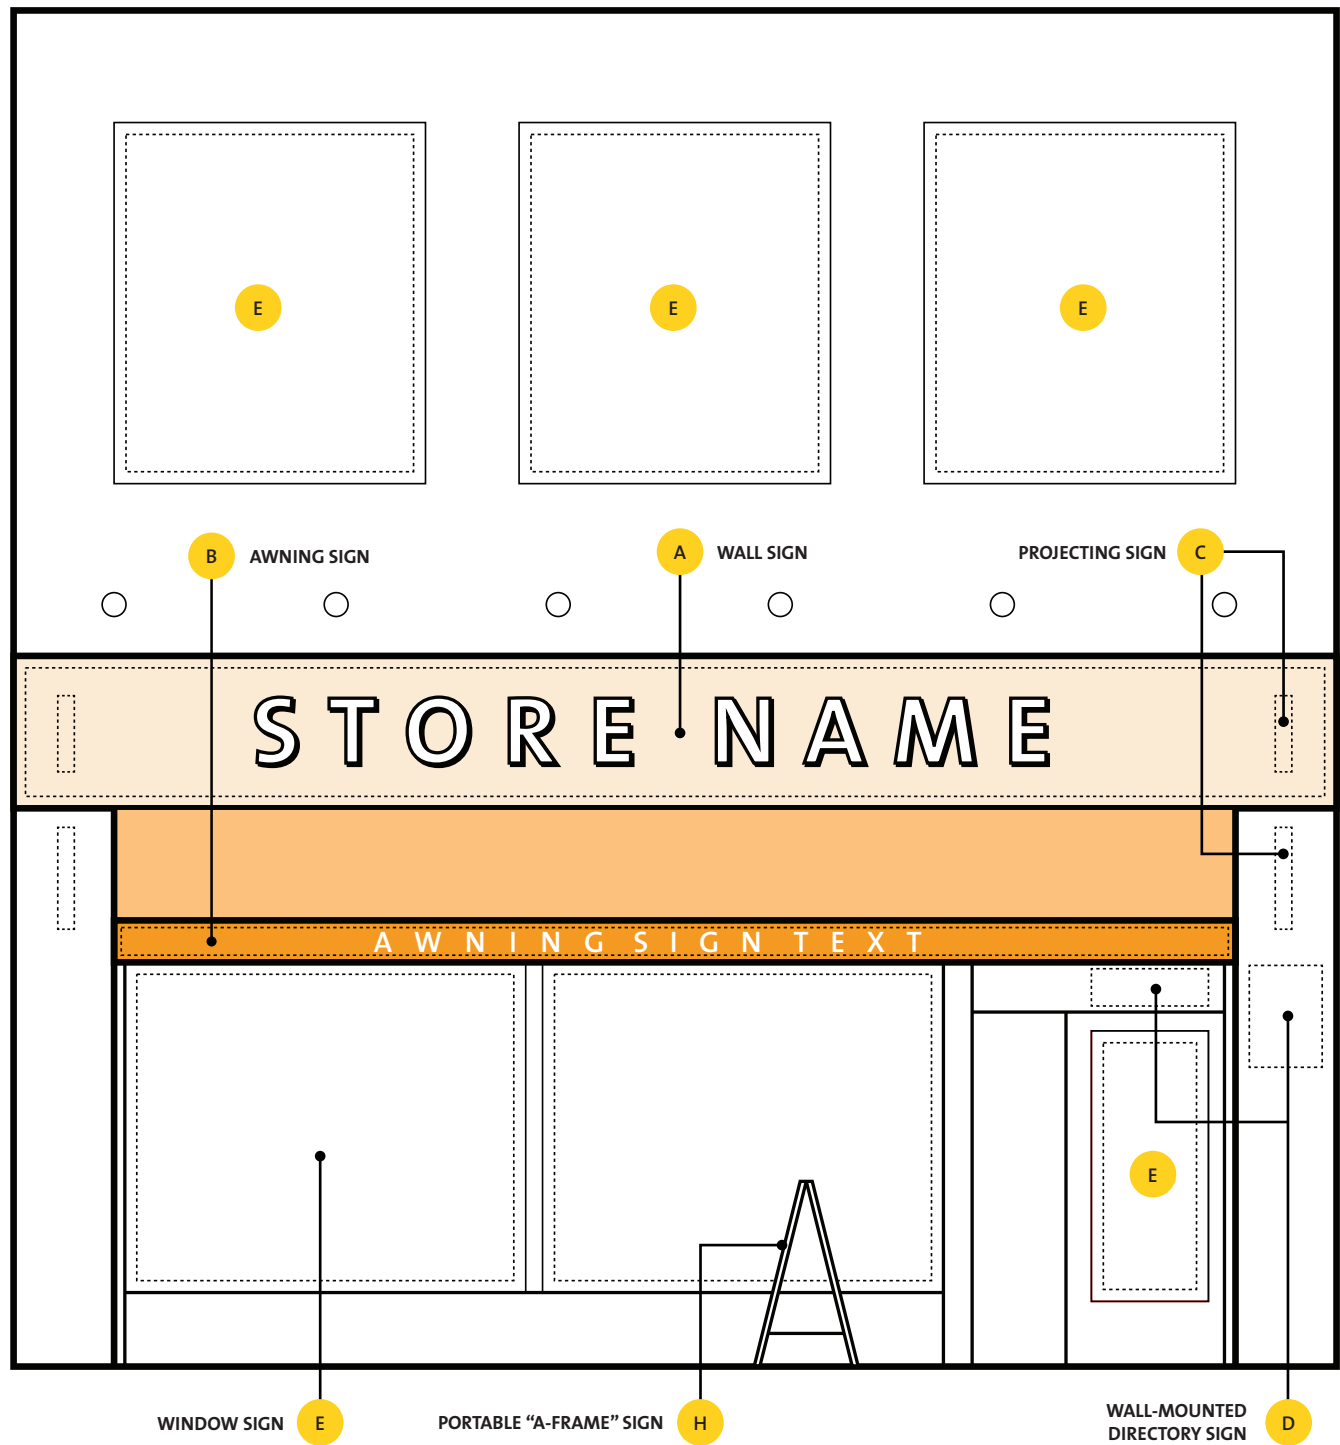 E
E
E
B AWNING SIGN
A WALL SIGN
PROJECTING SIGN C
STORE NAME
AWNING SIGN TEXT
E
WINDOW SIGN E
PORTABLE “A-FRAME” SIGN H
WALL-MOUNTED
DIRECTORY SIGN D